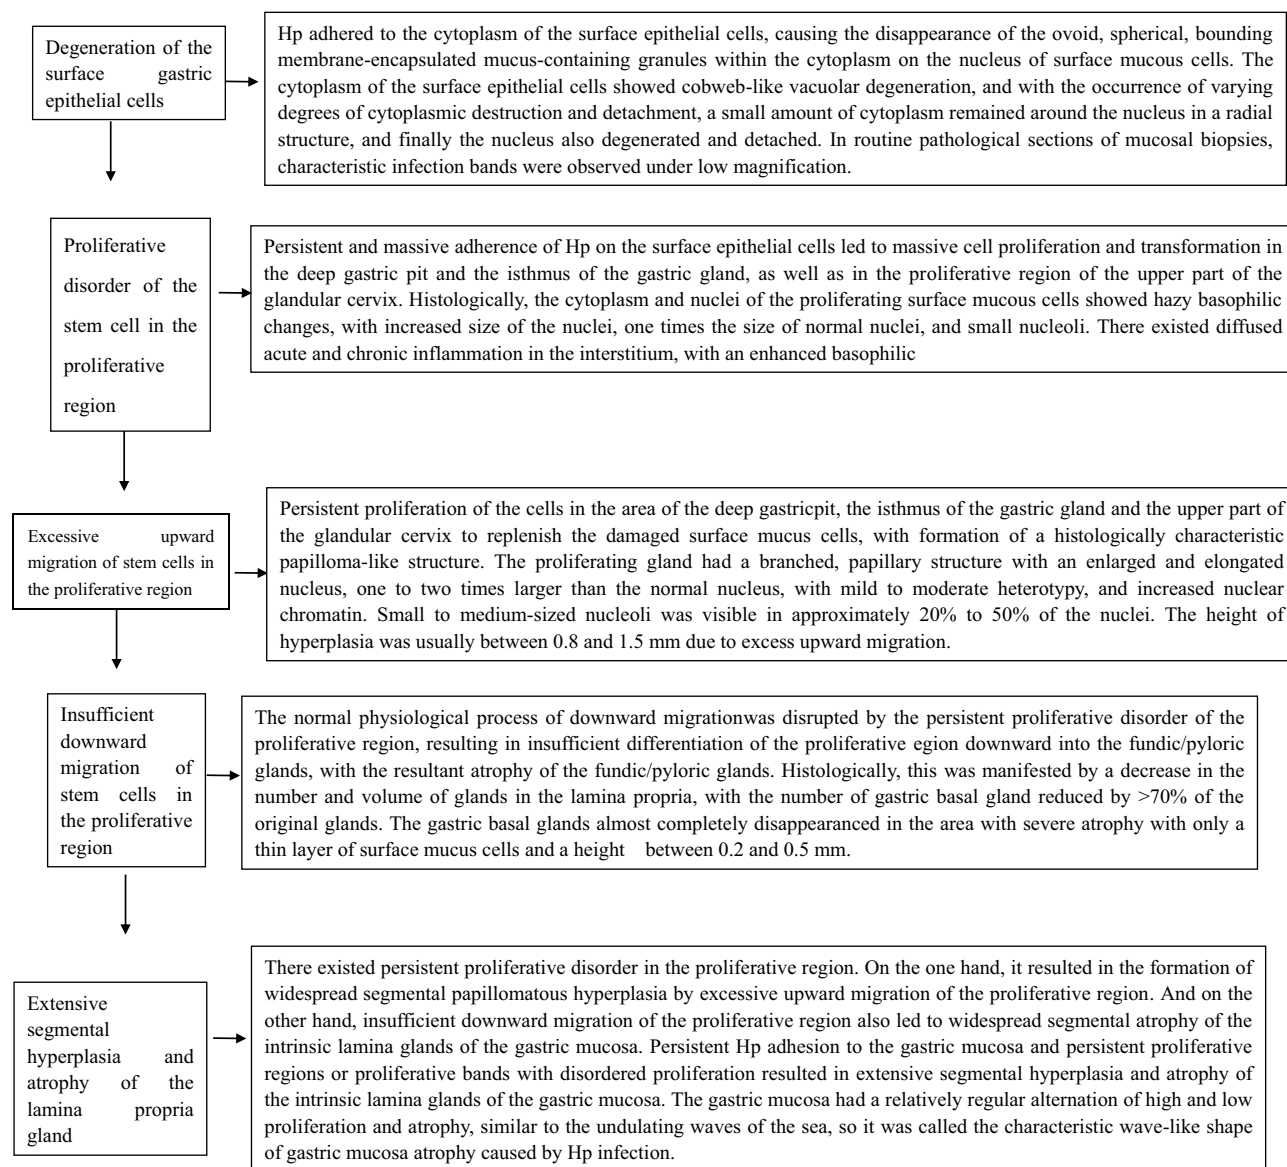 Degeneration of the
surface gastric
epithelial cells
Hp adhered to the cytoplasm of the surface epithelial cells, causing the disappearance of the ovoid, spherical, bounding
membrane-encapsulated mucus-containing granules within the cytoplasm on the nucleus of surface mucous cells. The
cytoplasm of the surface epithelial cells showed cobweb-like vacuolar degeneration, and with the occurrence of varying
degrees of cytoplasmic destruction and detachment, a small amount of cytoplasm remained around the nucleus in a radial
structure, and finally the nucleus also degenerated and detached. In routine pathological sections of mucosal biopsies,
characteristic infection bands were observed under low magnification.
Proliferative
disorder of the
stem cell in the
proliferative
region
Persistent and massive adherence of Hp on the surface epithelial cells led to massive cell proliferation and transformation in
the deep gastric pit and the isthmus of the gastric gland, as well as in the proliferative region of the upper part of the
glandular cervix. Histologically, the cytoplasm and nuclei of the proliferating surface mucous cells showed hazy basophilic
changes, with increased size of the nuclei, one times the size of normal nuclei, and small nucleoli. There existed diffused
acute and chronic inflammation in the interstitium, with an enhanced basophilic
Excessive upward
migration of stem cells in
the proliferative region
Persistent proliferation of the cells in the area of the deep gastricpit, the isthmus of the gastric gland and the upper part of
the glandular cervix to replenish the damaged surface mucus cells, with formation of a histologically characteristic
papilloma-like structure. The proliferating gland had a branched, papillary structure with an enlarged and elongated
nucleus, one to two times larger than the normal nucleus, with mild to moderate heterotypy, and increased nuclear
chromatin. Small to medium-sized nucleoli was visible in approximately 20% to 50% of the nuclei. The height of
hyperplasia was usually between 0.8 and 1.5 mm due to excess upward migration.
Insufficient
downward
migration of
stem cells in
the proliferative
region
The normal physiological process of downward migrationwas disrupted by the persistent proliferative disorder of the
proliferative region, resulting in insufficient differentiation of the proliferative egion downward into the fundic/pyloric
glands, with the resultant atrophy of the fundic/pyloric glands. Histologically, this was manifested by a decrease in the
number and volume of glands in the lamina propria, with the number of gastric basal gland reduced by >70% of the
original glands. The gastric basal glands almost completely disappearanced in the area with severe atrophy with only a
thin layer of surface mucus cells and a height between 0.2 and 0.5 mm.
Extensive
segmental
hyperplasia and
atrophy of the
lamina propria
gland
There existed persistent proliferative disorder in the proliferative region. On the one hand, it resulted in the formation of
widespread segmental papillomatous hyperplasia by excessive upward migration of the proliferative region. And on the
other hand, insufficient downward migration of the proliferative region also led to widespread segmental atrophy of the
intrinsic lamina glands of the gastric mucosa. Persistent Hp adhesion to the gastric mucosa and persistent proliferative
regions or proliferative bands with disordered proliferation resulted in extensive segmental hyperplasia and atrophy of
the intrinsic lamina glands of the gastric mucosa. The gastric mucosa had a relatively regular alternation of high and low
proliferation and atrophy, similar to the undulating waves of the sea, so it was called the characteristic wave-like shape
of gastric mucosa atrophy caused by Hp infection.